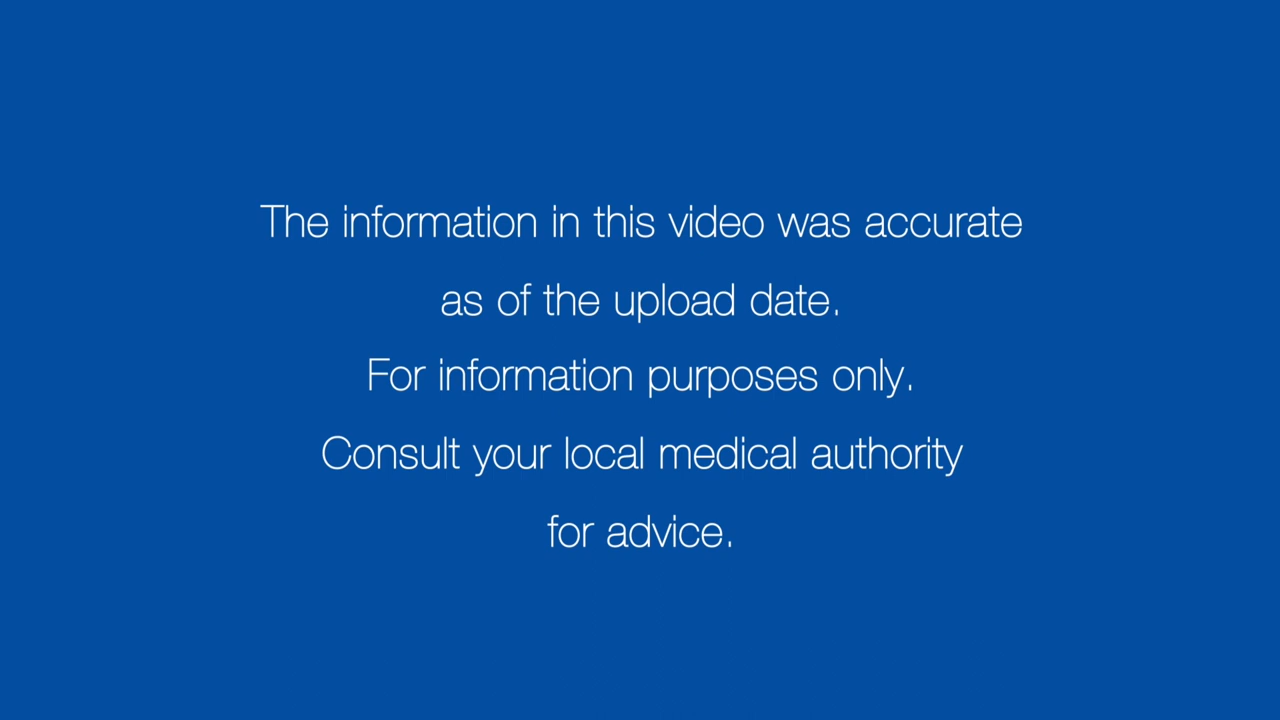 The information in this video was accurate
as of the upload date.
For information purposes only.
Consult your local medical authority
for advice.